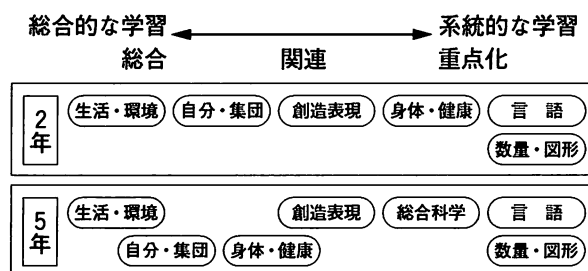 総合的な学習 系統的な学習
総合 関連 重点化
2年 生活・環境 自分・集団 創造表現 身体・健康 言語
数量・図形
5年 生活・環境 創造表現 総合科学 言語
自分・集団 身体・健康 数量・図形